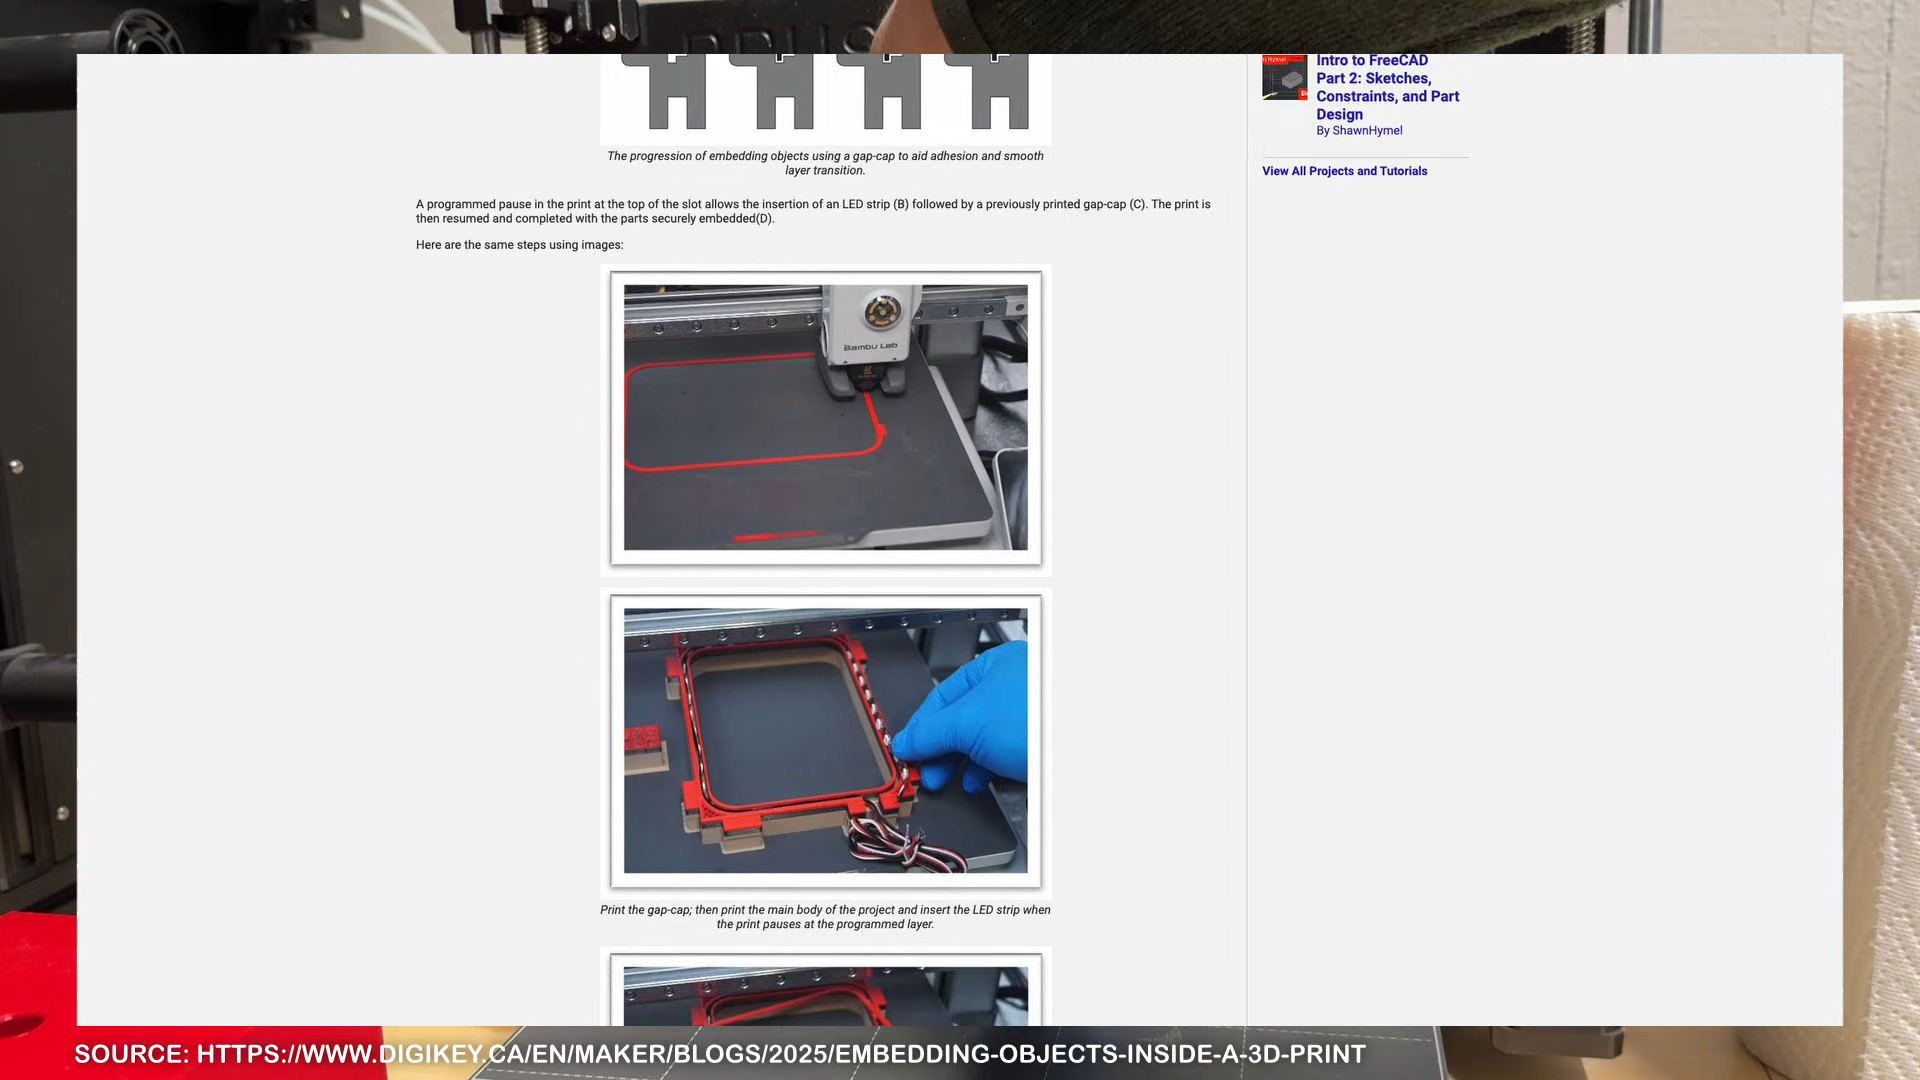 PRUS
Intro to FreeCAD
Part 2: Sketches,
Constraints, and Part
Design
By ShawnHymel
View All Projects and Tutorials
The progression of embedding objects using a gap-cap to aid adhesion and smooth
layer transition.
A programmed pause in the print at the top of the slot allows the insertion of an LED strip (B) followed by a previously printed gap-cap (C). The print is
then resumed and completed with the parts securely embedded(D).
Here are the same steps using images:
Bambu Lab
Print the gap-cap; then print the main body of the project and insert the LED strip when
the print pauses at the programmed layer.
SOURCE: HTTPS://WWW.DIGIKEY.CA/EN/MAKER/BLOGS/2025/EMBEDDING-OBJECTS-INSIDE-A-3D-PRINT